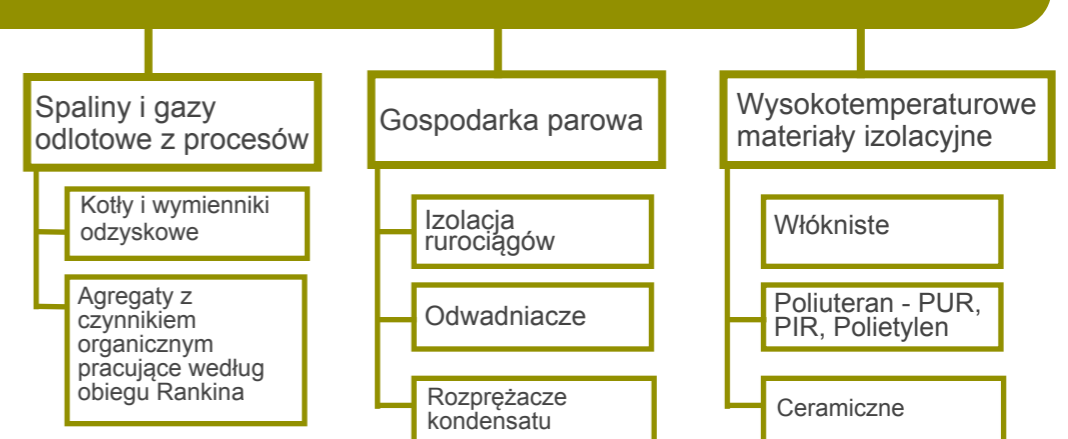 Spaliny i gazy
odlotowe z procesów
Kotły i wymienniki
odzyskowe
Agregaty z
czynnikiem
organicznym
pracujące według
obiegu Rankina
Gospodarka parowa
Izolacja
rurociągów
Odwadniacze
Rozprężacze
kondensatu
Wysokotemperaturowe
materiały izolacyjne
Włókniste
Poliuteran - PUR,
PIR, Polietylen
Ceramiczne